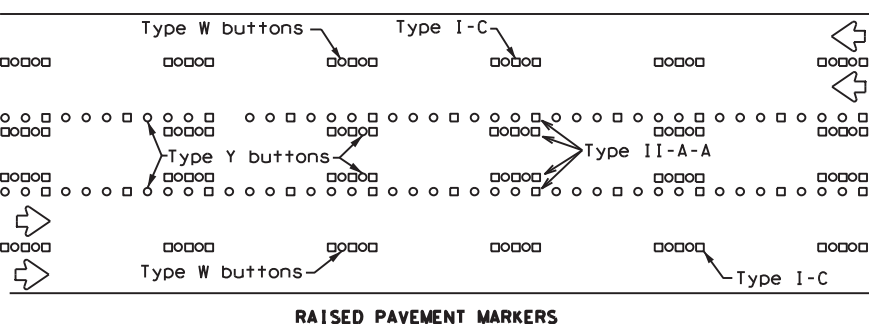 Type W buttons
Type I-C
Type Y buttons
Type II-A-A
Type W buttons
Type I-C
RAISED PAVEMENT MARKERS